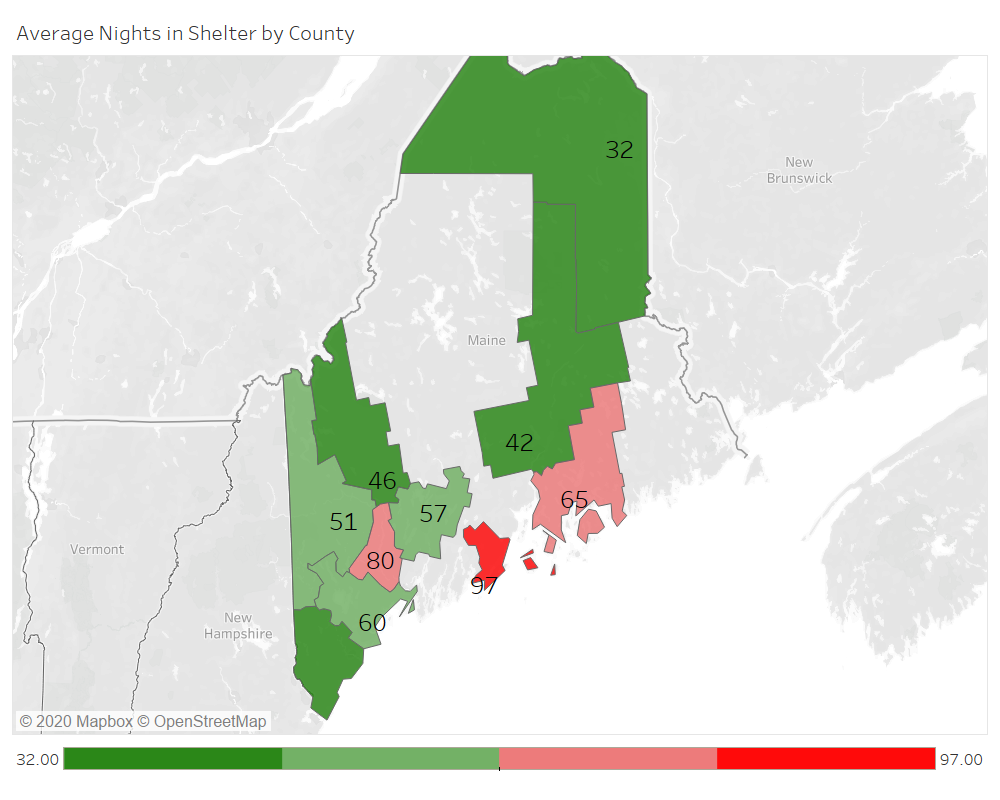 Average Nights in Shelter by County
32
New
Brunswick
Maine
42
46
65
57
51
Vermont
80
97
New
Hampshire
60
© 2020 Mapbox © OpenStreetMap
32.00
97.00